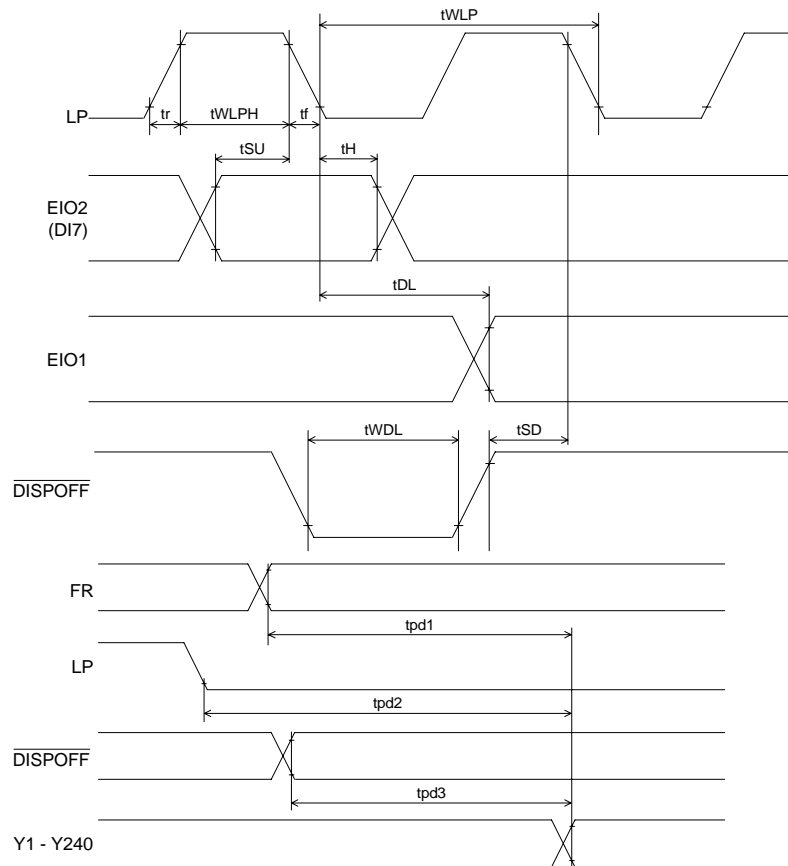 tWLP
LP
tr
tWLPH
tf
tSU
tH
EIO2
(DI7)
tDL
EIO1
tWDL
tSD
DISPOFF
FR
tpd1
LP
tpd2
DISPOFF
tpd3
Y1 - Y240